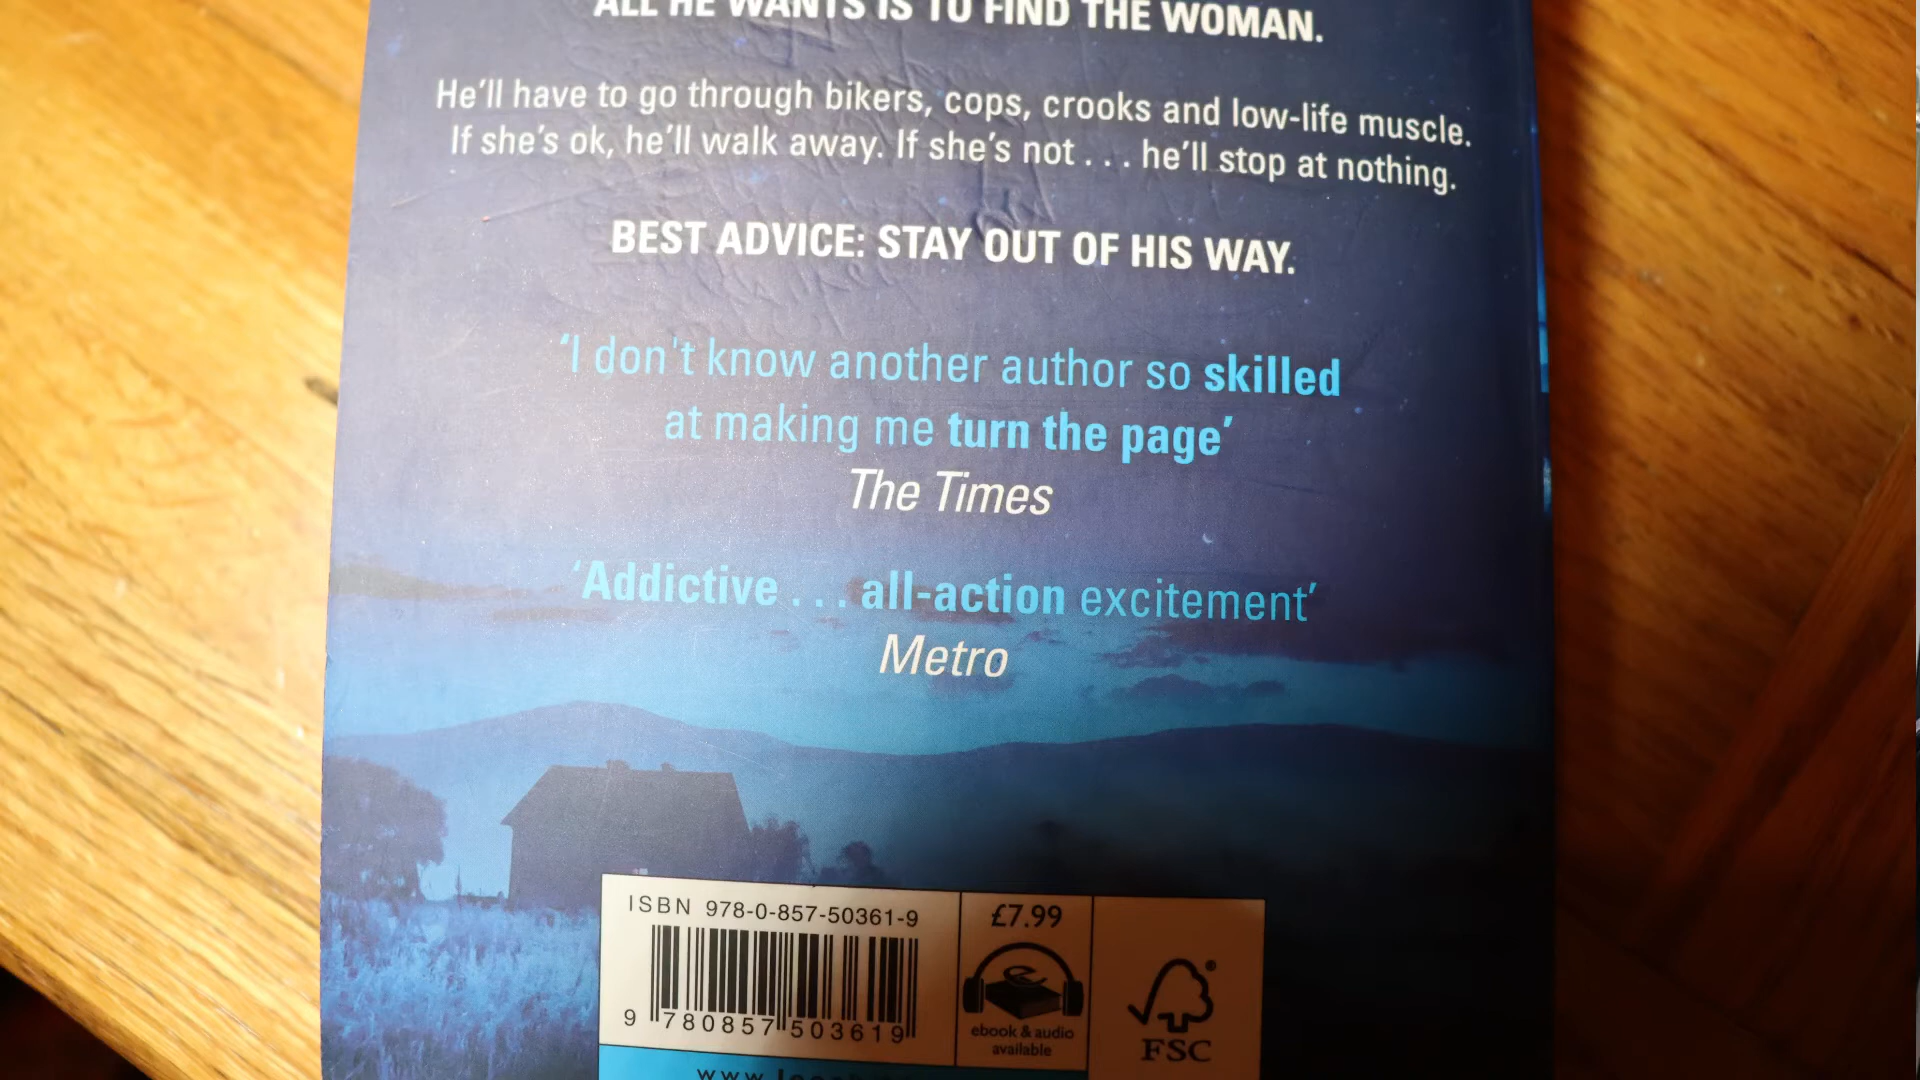 ALL HE WANTS IS TO FIND THE WOMAN.
He'll have to go through bikers, cops, crooks and low-life muscle.
If she's ok, he'll walk away. If she's not . . . he'll stop at nothing.
BEST ADVICE: STAY OUT OF HIS WAY.
'I don't know another author so skilled
at making me turn the page'
The Times
'Addictive . . . all-action excitement'
Metro
ISBN 978-0-857-50361-9
9 780857 503619
£7.99
ebook & audio
available
FSC
www.